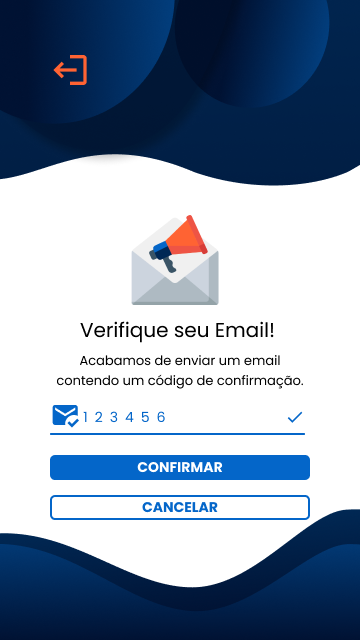 Verifique seu Email!
Acabamos de enviar um email
contendo um código de confirmação.
1 2 3 4 5 6
CONFIRMAR
CANCELAR